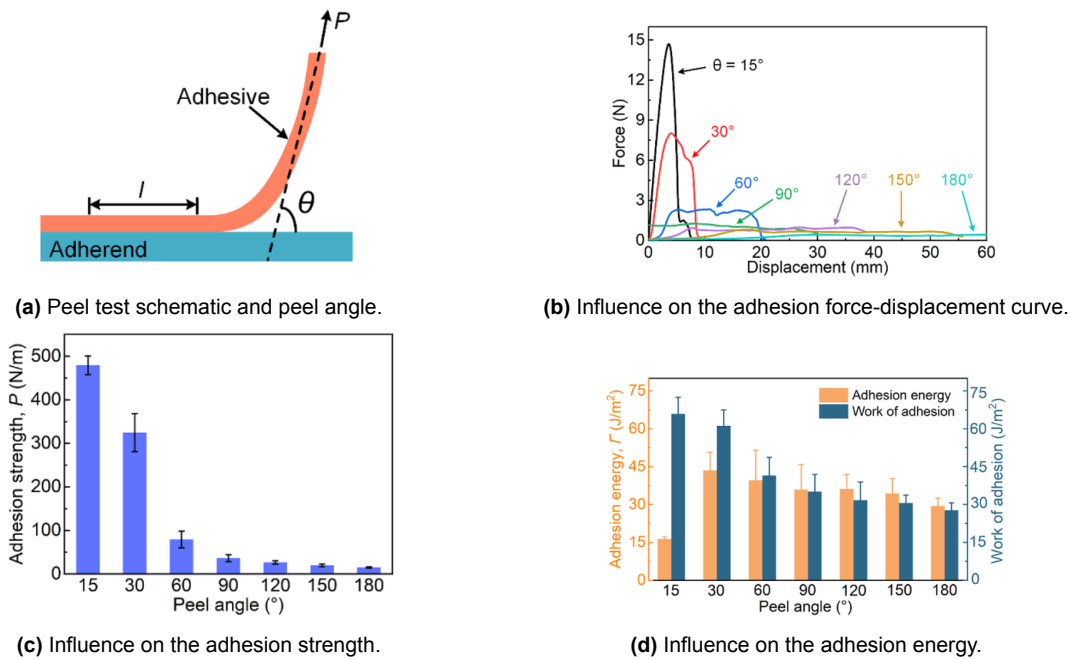 P
Adhesive
l
θ
Adherend
(a) Peel test schematic and peel angle.
15
12
9
6
3
0
Force (N)
θ = 15°
30°
60°
90°
120°
150°
180°
0 10 20 30 40 50 60
Displacement (mm)
(b) Influence on the adhesion force-displacement curve.
500
400
300
200
100
0
Adhesion strength, P (N/m)
15 30 60 90 120 150 180
Peel angle (°)
(c) Influence on the adhesion strength.
75
60
45
30
15
0
Adhesion energy, Γ (J/m²)
Adhesion energy
Work of adhesion
75
60
45
30
15
0
Work of adhesion (J/m²)
15 30 60 90 120 150 180
Peel angle (°)
(d) Influence on the adhesion energy.